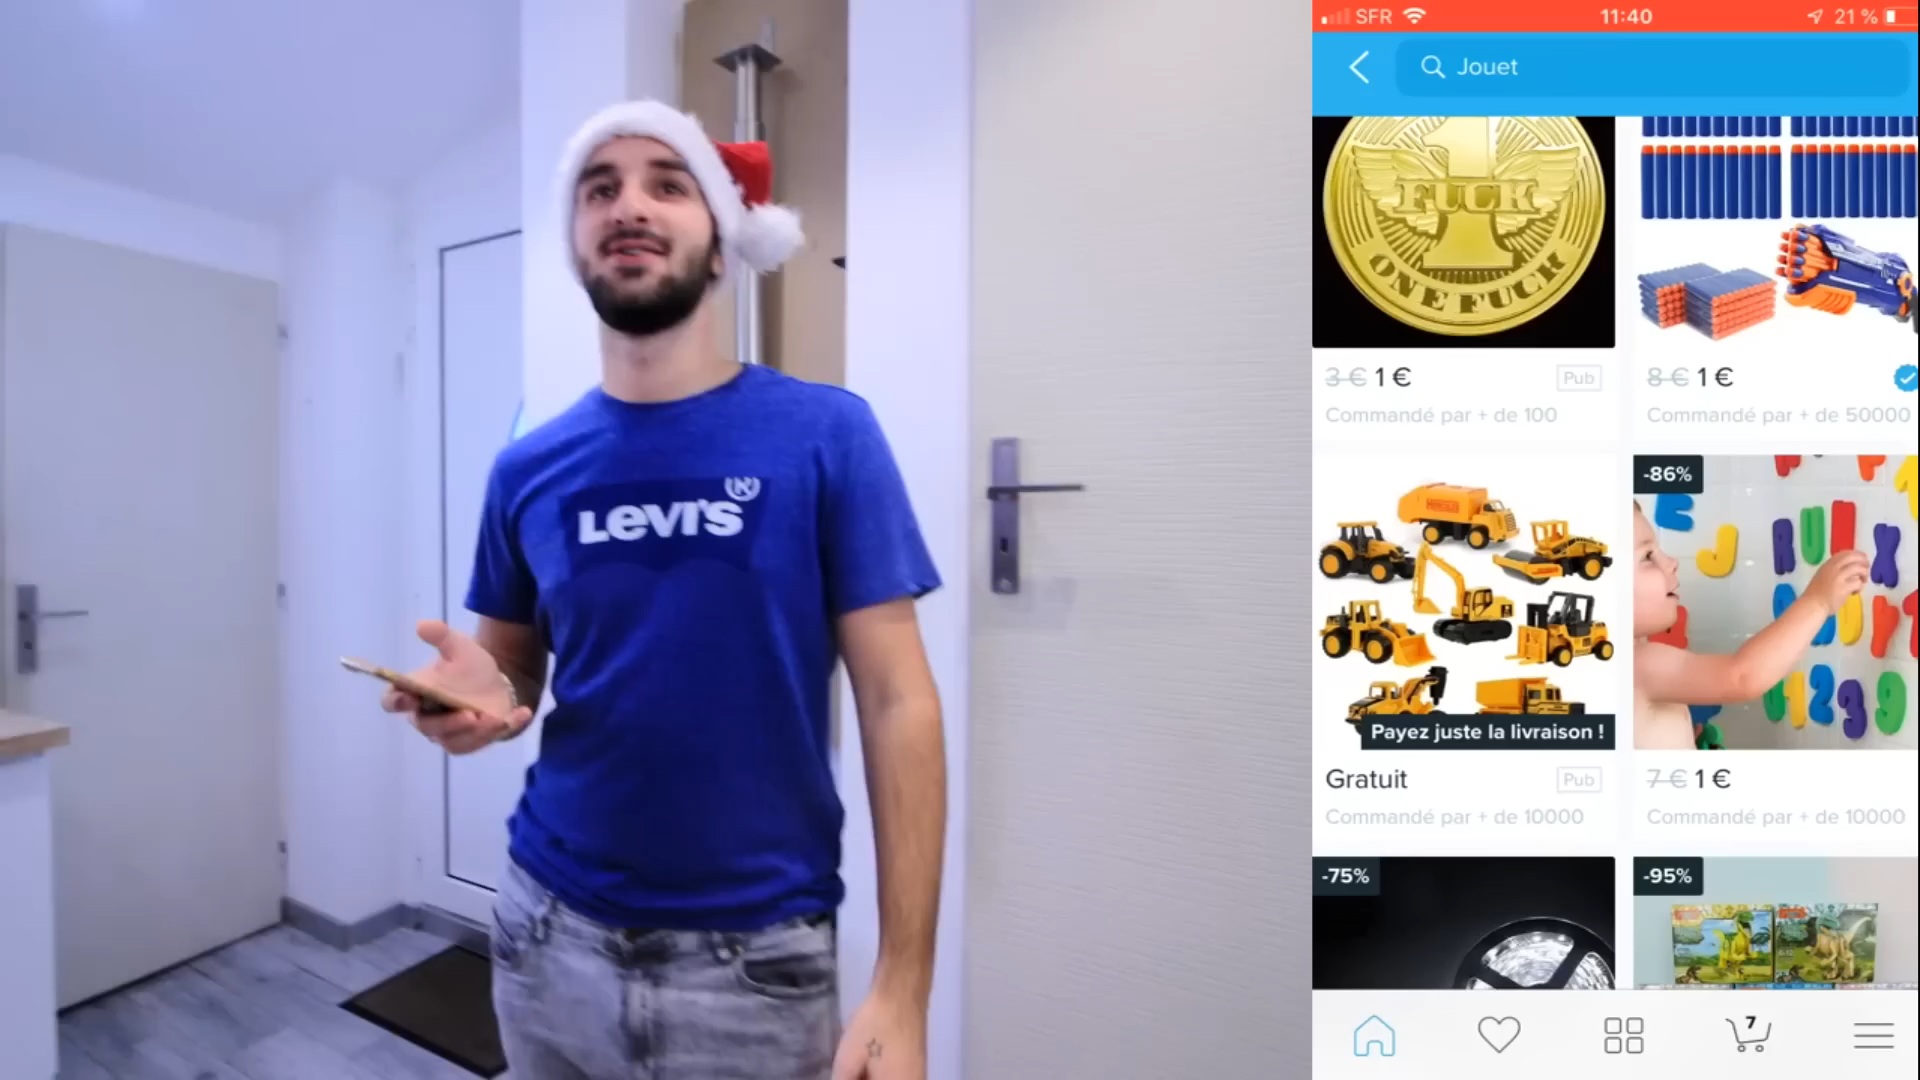 LEVI'S
SFR
11:40
21 %
Jouet
1
FUCK
ONE FUCK
3 € 1 €
Pub
Commandé par + de 100
8 € 1 €
Commandé par + de 50000
Payez juste la livraison !
Gratuit
Pub
Commandé par + de 10000
-86%
7 € 1 €
Commandé par + de 10000
-75%
-95%
7